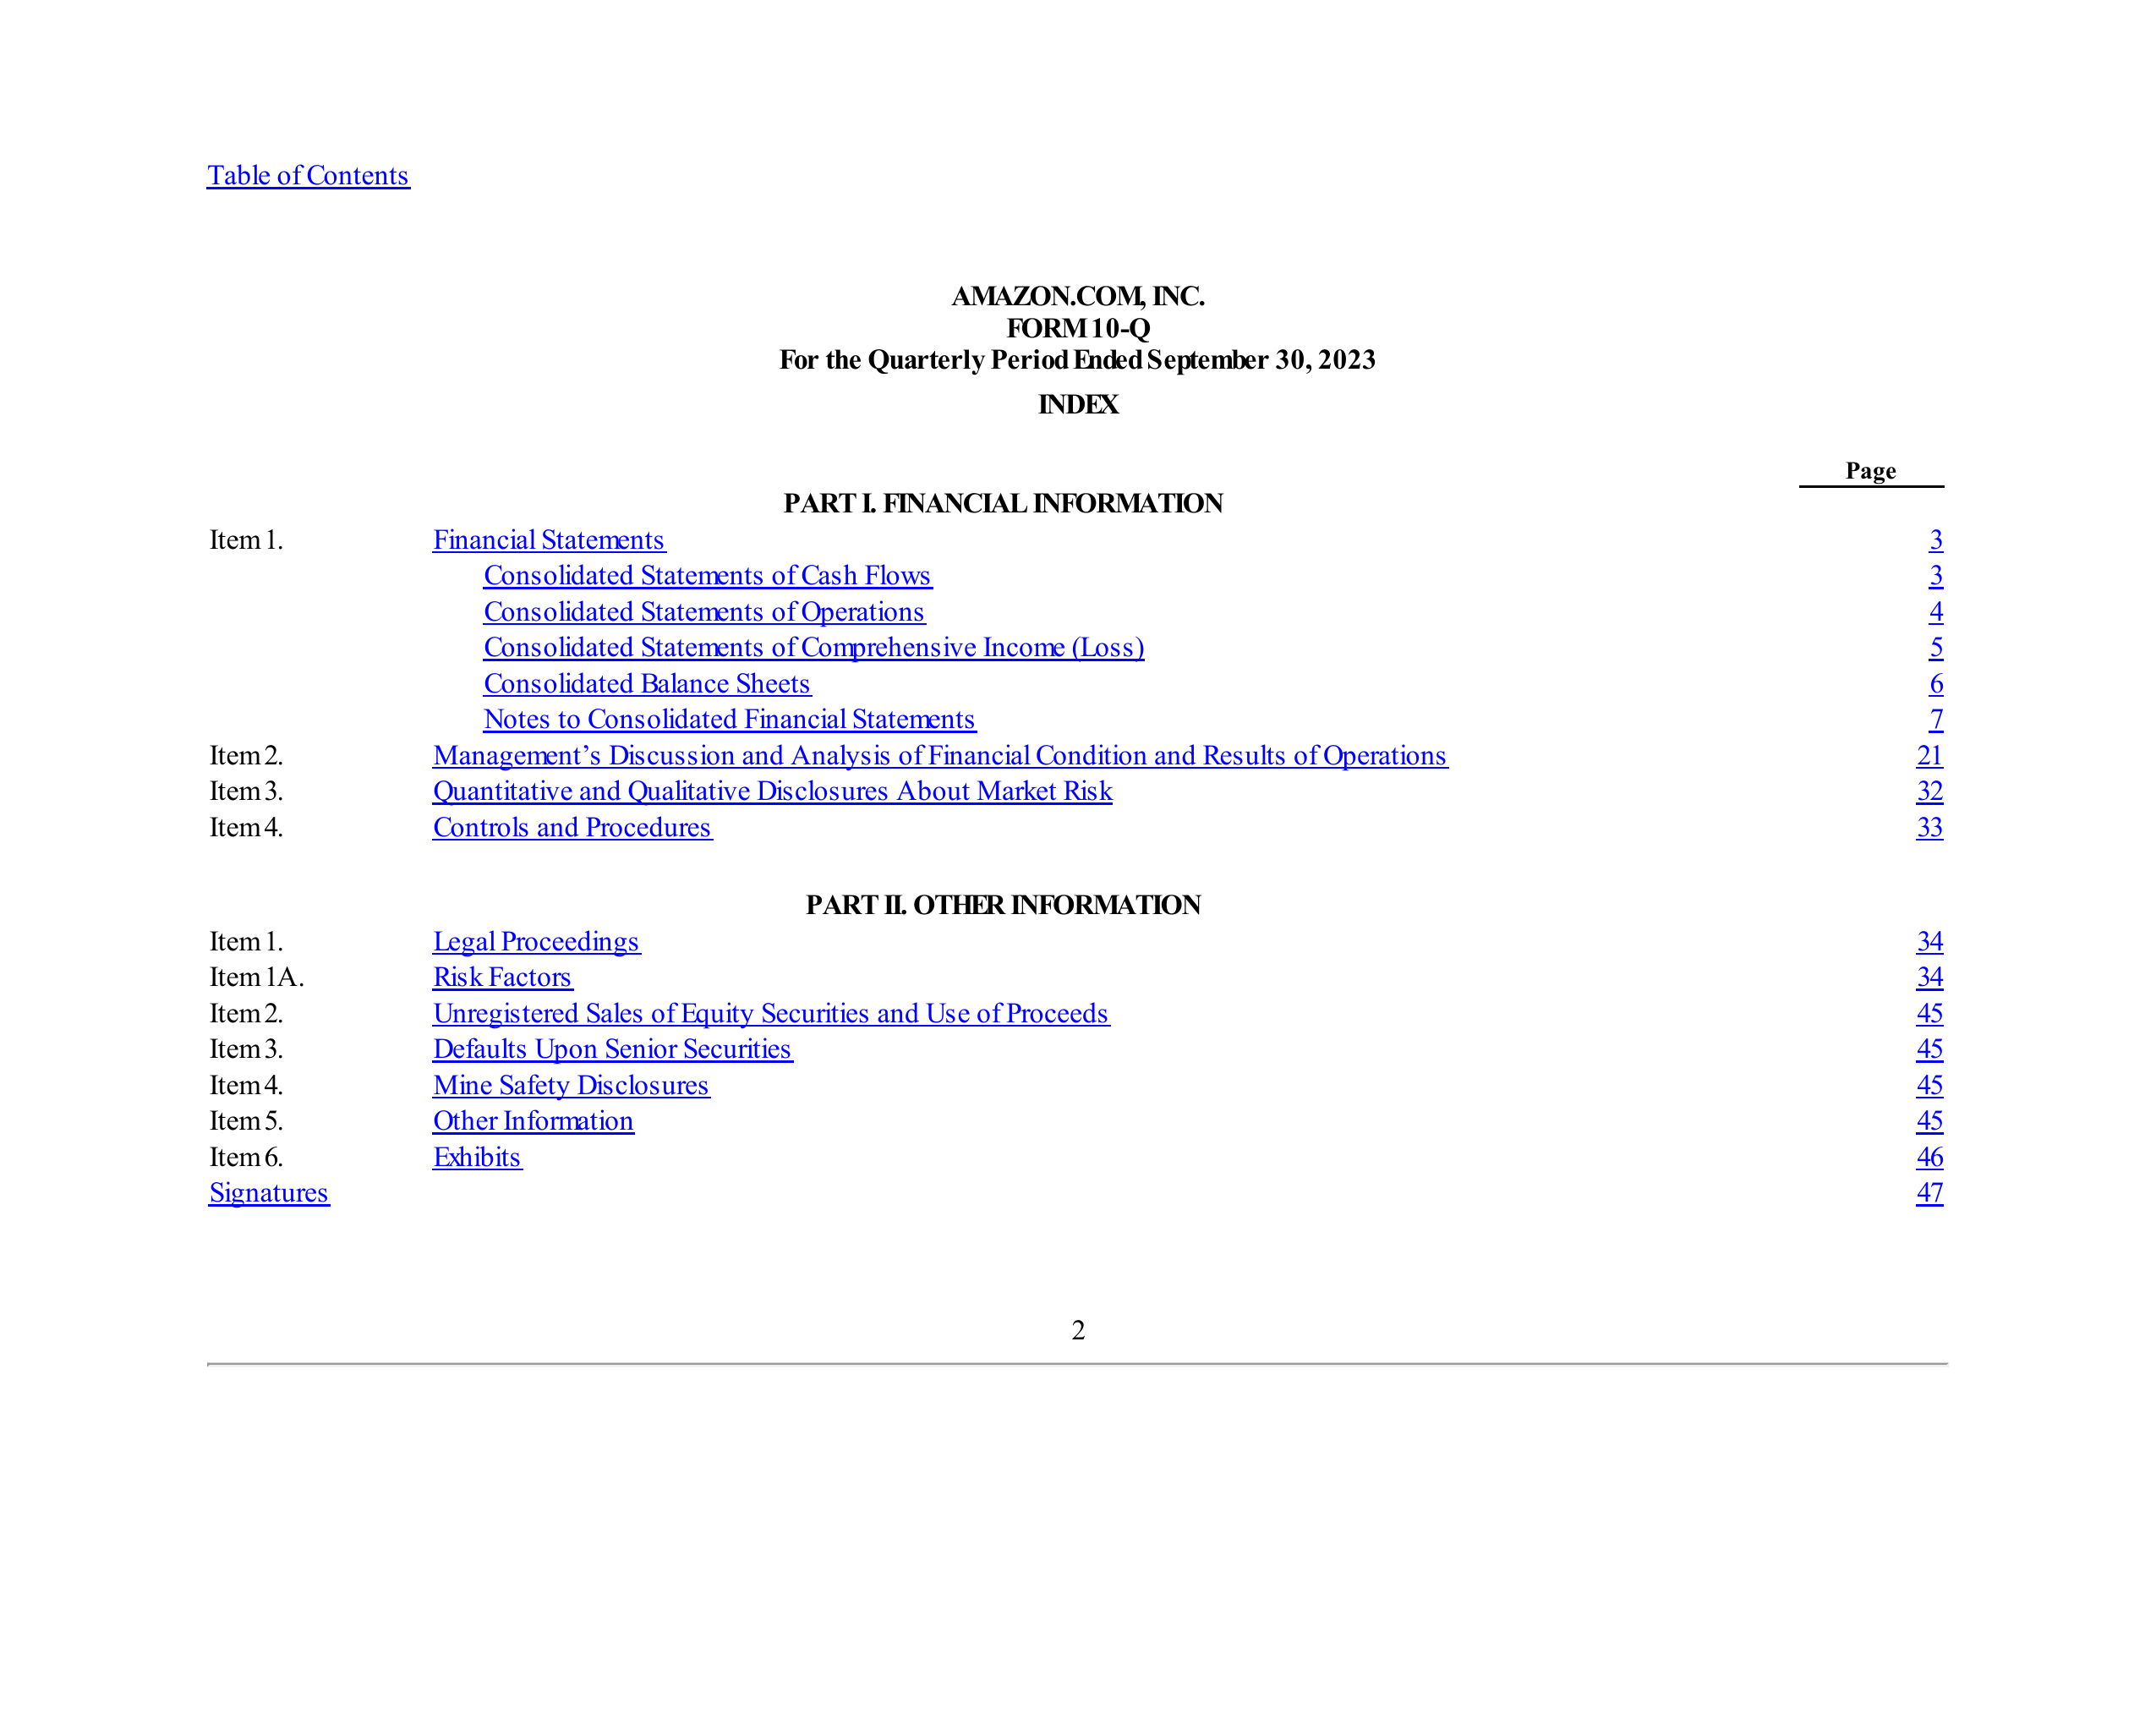 Table of Contents
AMAZON.COM, INC.
FORM 10-Q
For the Quarterly Period Ended September 30, 2023
INDEX
Page
PART I. FINANCIAL INFORMATION
Item 1. Financial Statements 3
Consolidated Statements of Cash Flows 3
Consolidated Statements of Operations 4
Consolidated Statements of Comprehensive Income (Loss) 5
Consolidated Balance Sheets 6
Notes to Consolidated Financial Statements 7
Item 2. Management’s Discussion and Analysis of Financial Condition and Results of Operations 21
Item 3. Quantitative and Qualitative Disclosures About Market Risk 32
Item 4. Controls and Procedures 33
PART II. OTHER INFORMATION
Item 1. Legal Proceedings 34
Item 1A. Risk Factors 34
Item 2. Unregistered Sales of Equity Securities and Use of Proceeds 45
Item 3. Defaults Upon Senior Securities 45
Item 4. Mine Safety Disclosures 45
Item 5. Other Information 45
Item 6. Exhibits 46
Signatures 47
2